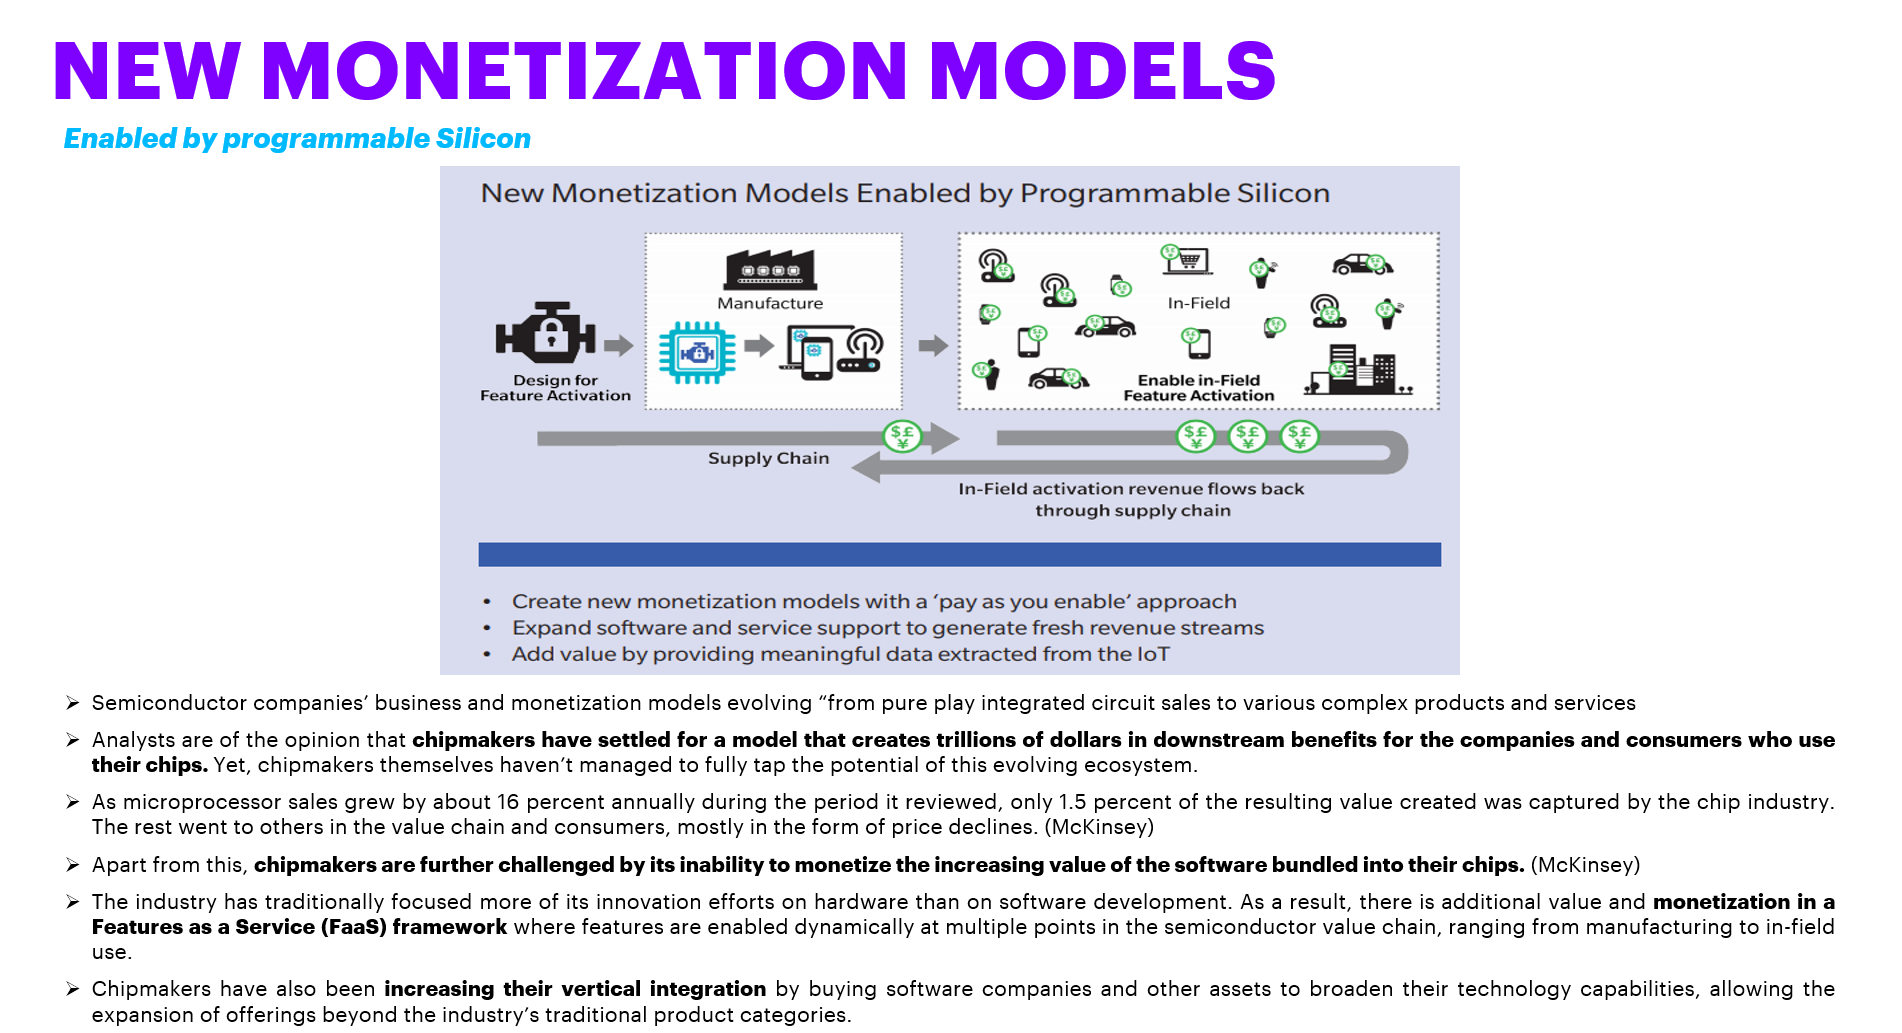 NEW MONETIZATION MODELS
Enabled by programmable Silicon
New Monetization Models Enabled by Programmable Silicon
Manufacture
In-Field
Design for
Feature Activation
Enable in-Field
Feature Activation
$£
¥
$£
¥
$£
¥
$£
¥
Supply Chain
In-Field activation revenue flows back
through supply chain
• Create new monetization models with a ‘pay as you enable’ approach
• Expand software and service support to generate fresh revenue streams
• Add value by providing meaningful data extracted from the IoT
➢ Semiconductor companies’ business and monetization models evolving “from pure play integrated circuit sales to various complex products and services
➢ Analysts are of the opinion that chipmakers have settled for a model that creates trillions of dollars in downstream benefits for the companies and consumers who use
their chips. Yet, chipmakers themselves haven’t managed to fully tap the potential of this evolving ecosystem.
➢ As microprocessor sales grew by about 16 percent annually during the period it reviewed, only 1.5 percent of the resulting value created was captured by the chip industry.
The rest went to others in the value chain and consumers, mostly in the form of price declines. (McKinsey)
➢ Apart from this, chipmakers are further challenged by its inability to monetize the increasing value of the software bundled into their chips. (McKinsey)
➢ The industry has traditionally focused more of its innovation efforts on hardware than on software development. As a result, there is additional value and monetization in a
Features as a Service (FaaS) framework where features are enabled dynamically at multiple points in the semiconductor value chain, ranging from manufacturing to in-field
use.
➢ Chipmakers have also been increasing their vertical integration by buying software companies and other assets to broaden their technology capabilities, allowing the
expansion of offerings beyond the industry’s traditional product categories.